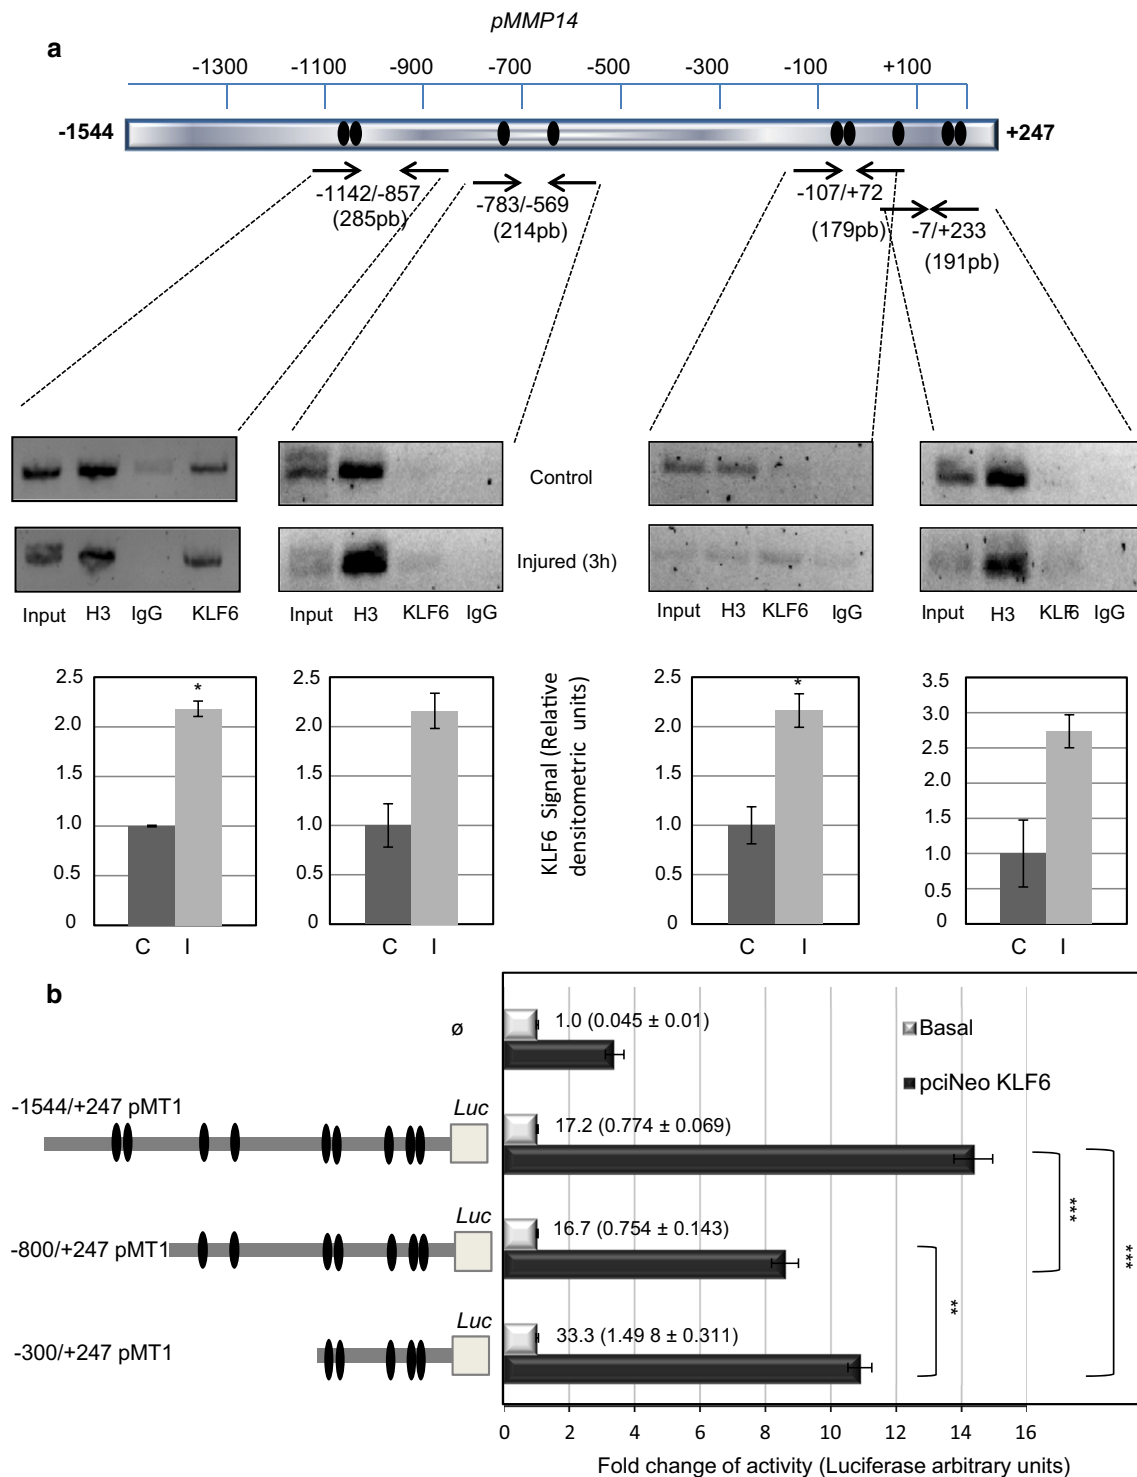 pMMP14
a
-1300 -1100 -900 -700 -500 -300 -100 +100
-1544 +247
-1142/-857
(285pb)
-783/-569
(214pb)
-107/+72
(179pb)
-7/+233
(191pb)
Control
Injured (3h)
Input H3 IgG KLF6
Input H3 KLF6 IgG
Input H3 KLF6 IgG
Input H3 KLF6 IgG
2.5
2.0
1.5
1.0
0.5
0
*
C I
2.5
2.0
1.5
1.0
0.5
0
C I
KLF6 Signal (Relative
densitometric units)
2.5
2.0
1.5
1.0
0.5
0
*
C I
3.5
3.0
2.5
2.0
1.5
1.0
0.5
0
C I
b
ø
1.0 (0.045 ± 0.01)
Basal
pciNeo KLF6
-1544/+247 pMT1
Luc
17.2 (0.774 ± 0.069)
-800/+247 pMT1
Luc
16.7 (0.754 ± 0.143)
-300/+247 pMT1
Luc
33.3 (1.49 8 ± 0.311)
***
**
***
0 2 4 6 8 10 12 14 16
Fold change of activity (Luciferase arbitrary units)